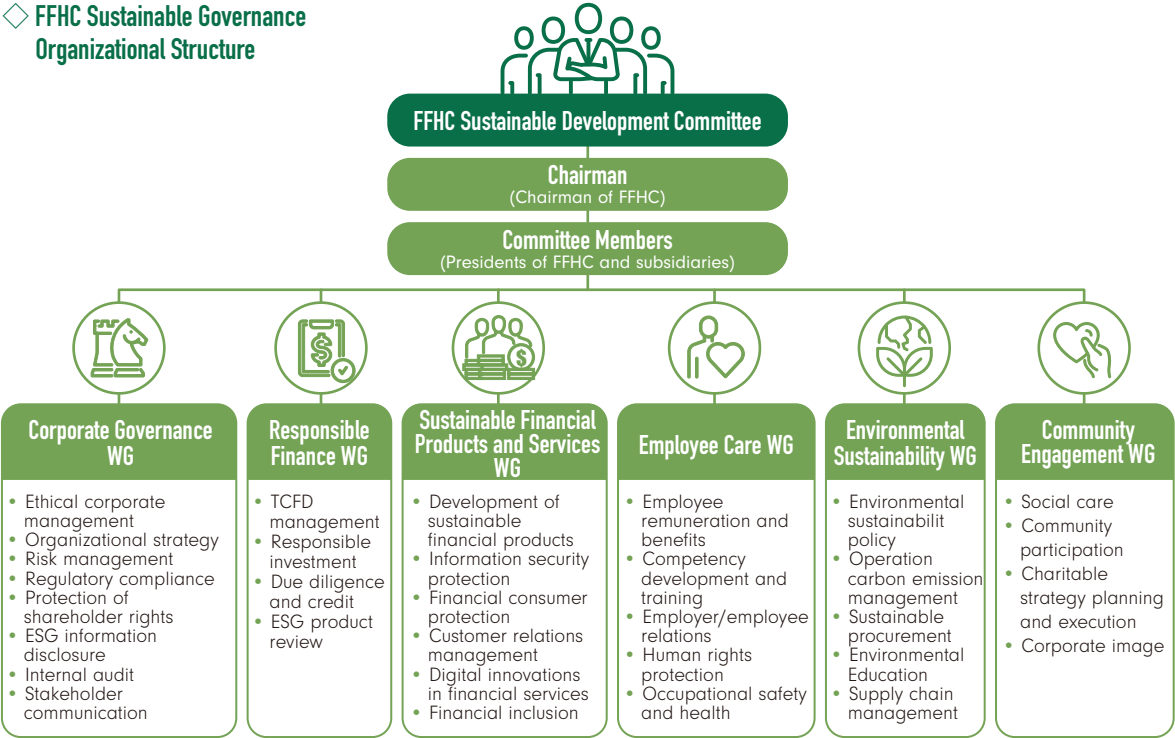 FFHC Sustainable Governance
Organizational Structure
FFHC Sustainable Development Committee
Chairman
(Chairman of FFHC)
Committee Members
(Presidents of FFHC and subsidiaries)
Corporate Governance
WG
• Ethical corporate
management
• Organizational strategy
• Risk management
• Regulatory compliance
• Protection of
shareholder rights
• ESG information
disclosure
• Internal audit
• Stakeholder
communication
Responsible
Finance WG
• TCFD
management
• Responsible
investment
• Due diligence
and credit
• ESG product
review
Sustainable Financial
Products and Services
WG
• Development of
sustainable
financial products
• Information security
protection
• Financial consumer
protection
• Customer relations
management
• Digital innovations
in financial services
• Financial inclusion
Employee Care WG
• Employee
remuneration and
benefits
• Competency
development and
training
• Employer/employee
relations
• Human rights
protection
• Occupational safety
and health
Environmental
Sustainability WG
• Environmental
sustainabilit
policy
• Operation
carbon emission
management
• Sustainable
procurement
• Environmental
Education
• Supply chain
management
Community
Engagement WG
• Social care
• Community
participation
• Charitable
strategy planning
and execution
• Corporate image